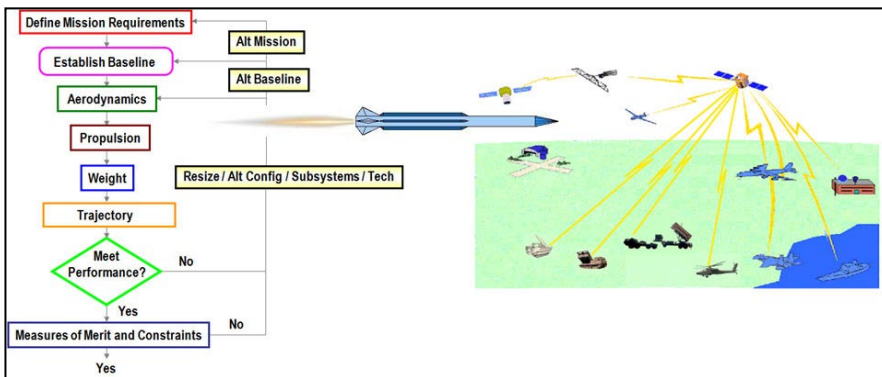 Define Mission Requirements
Alt Mission
Establish Baseline
Alt Baseline
Aerodynamics
Propulsion
Weight
Resize / Alt Config / Subsystems / Tech
Trajectory
Meet
Performance?
No
Yes
Measures of Merit and Constraints
No
Yes